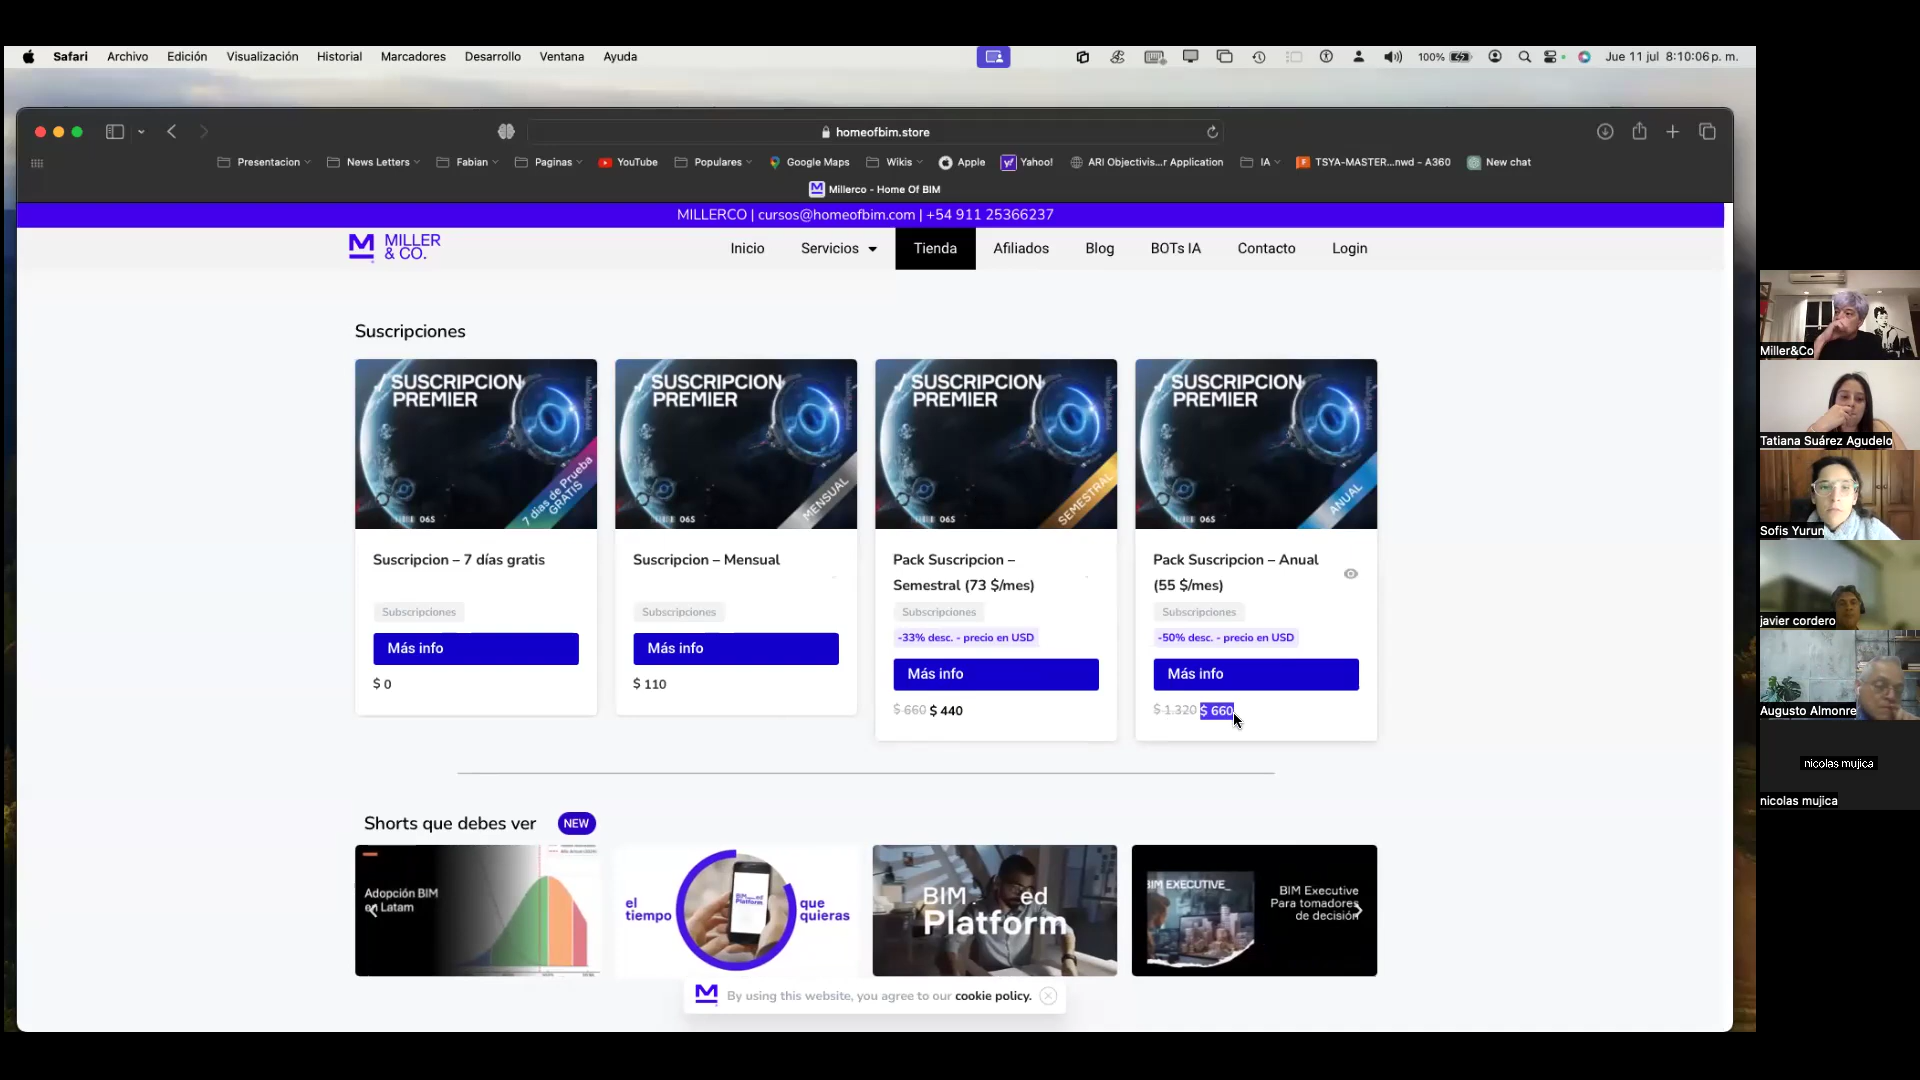 Safari Archivo Edición Visualización Historial Marcadores Desarrollo Ventana Ayuda 100% Jue 11 jul 8:10:06 p. m.
homeofbim.store
Presentacion News Letters Fabian Paginas YouTube Populares Google Maps Wikis Apple Yahoo! ARI Objectivis...r Application IA TSYA-MASTER...nwd - A360 New chat
Millerco - Home Of BIM
MILLERCO | cursos@homeofbim.com | +54 911 25366237
MILLER
& CO.
Inicio Servicios Tienda Afiliados Blog BOTs IA Contacto Login
Suscripciones
SUSCRIPCION
PREMIER
7 días de Prueba
GRATIS
06S
SUSCRIPCION
PREMIER
MENSUAL
06S
SUSCRIPCION
PREMIER
SEMESTRAL
06S
SUSCRIPCION
PREMIER
ANUAL
06S
Suscripcion – 7 días gratis
Subscripciones
Más info
$ 0
Suscripcion – Mensual
Subscripciones
Más info
$ 110
Pack Suscripcion –
Semestral (73 $/mes)
Subscripciones
-33% desc. - precio en USD
Más info
$ 660 $ 440
Pack Suscripcion – Anual
(55 $/mes)
Subscripciones
-50% desc. - precio en USD
Más info
$ 1.320 $ 660
Shorts que debes ver NEW
Adopción BIM
en Latam
el
tiempo
que
quieras
BIM ed
Platform
BIM EXECUTIVE_
BIM Executive
Para tomadores
de decisión
By using this website, you agree to our cookie policy.
Miller&Co
Tatiana Suárez Agudelo
Sofis Yurun
javier cordero
Augusto Almonre
nicolas mujica
nicolas mujica